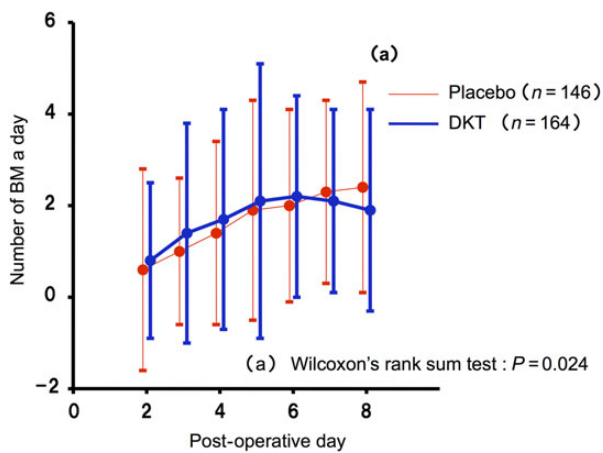 6
(a)
Placebo (n=146)
4
DKT (n=164)
Number of BM a day
2
0
(a) Wilcoxon's rank sum test : P=0.024
−2
0 2 4 6 8
Post-operative day